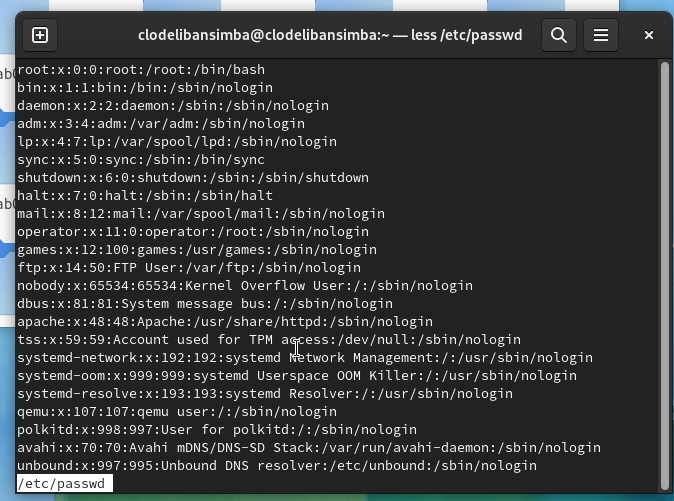 clodelibansimba@clodelibansimba:~ — less /etc/passwd
root:x:0:0:root:/root:/bin/bash
bin:x:1:1:bin:/bin:/sbin/nologin
daemon:x:2:2:daemon:/sbin:/sbin/nologin
adm:x:3:4:adm:/var/adm:/sbin/nologin
lp:x:4:7:lp:/var/spool/lpd:/sbin/nologin
sync:x:5:0:sync:/sbin:/bin/sync
shutdown:x:6:0:shutdown:/sbin:/sbin/shutdown
halt:x:7:0:halt:/sbin:/sbin/halt
mail:x:8:12:mail:/var/spool/mail:/sbin/nologin
operator:x:11:0:operator:/root:/sbin/nologin
games:x:12:100:games:/usr/games:/sbin/nologin
ftp:x:14:50:FTP User:/var/ftp:/sbin/nologin
nobody:x:65534:65534:Kernel Overflow User:/:/sbin/nologin
dbus:x:81:81:System message bus:/:/sbin/nologin
apache:x:48:48:Apache:/usr/share/httpd:/sbin/nologin
tss:x:59:59:Account used for TPM access:/dev/null:/sbin/nologin
systemd-network:x:192:192:systemd Network Management:/:/usr/sbin/nologin
systemd-oom:x:999:999:systemd Userspace OOM Killer:/:/usr/sbin/nologin
systemd-resolve:x:193:193:systemd Resolver:/:/usr/sbin/nologin
qemu:x:107:107:qemu user:/:/sbin/nologin
polkitd:x:998:997:User for polkitd:/:/sbin/nologin
avahi:x:70:70:Avahi mDNS/DNS-SD Stack:/var/run/avahi-daemon:/sbin/nologin
unbound:x:997:995:Unbound DNS resolver:/etc/unbound:/sbin/nologin
/etc/passwd